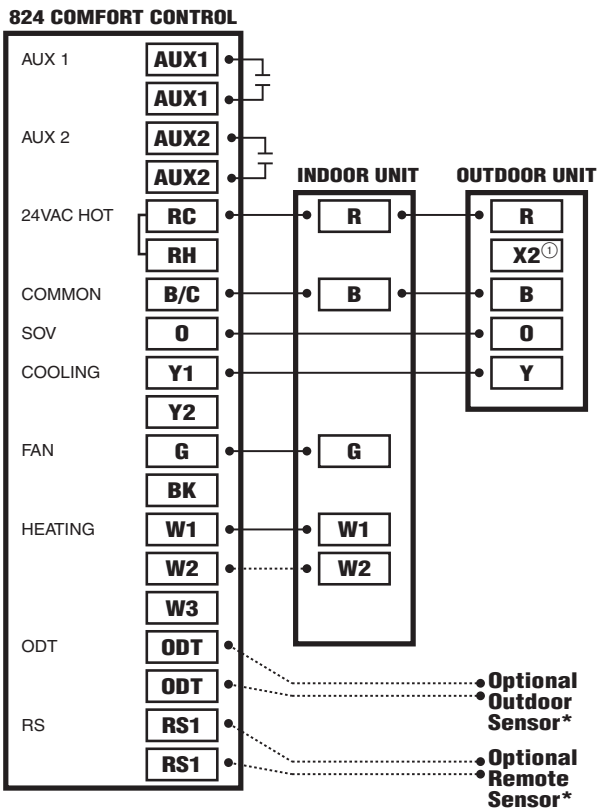 824 COMFORT CONTROL
AUX 1 AUX1
AUX1
AUX 2 AUX2
AUX2
INDOOR UNIT OUTDOOR UNIT
24VAC HOT RC R R
RH X2①
COMMON B/C B B
SOV O O
COOLING Y1 Y
Y2
FAN G G
BK
HEATING W1 W1
W2 W2
W3
ODT ODT
ODT
Optional
Outdoor
Sensor*
RS RS1
RS1
Optional
Remote
Sensor*